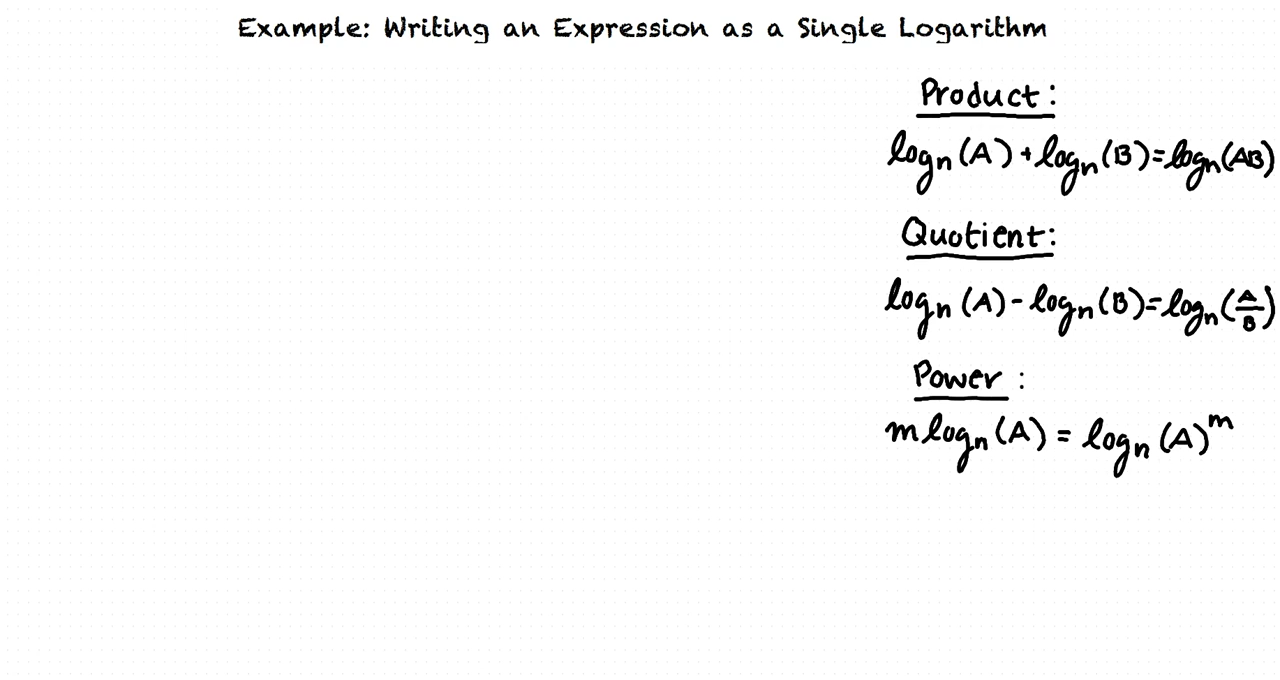 Example: Writing an Expression as a Single Logarithm
Product:
logₙ(A) + logₙ(B) = logₙ(AB)
Quotient:
logₙ(A) - logₙ(B) = logₙ(A/B)
Power :
m logₙ(A) = logₙ(A)ᵐ